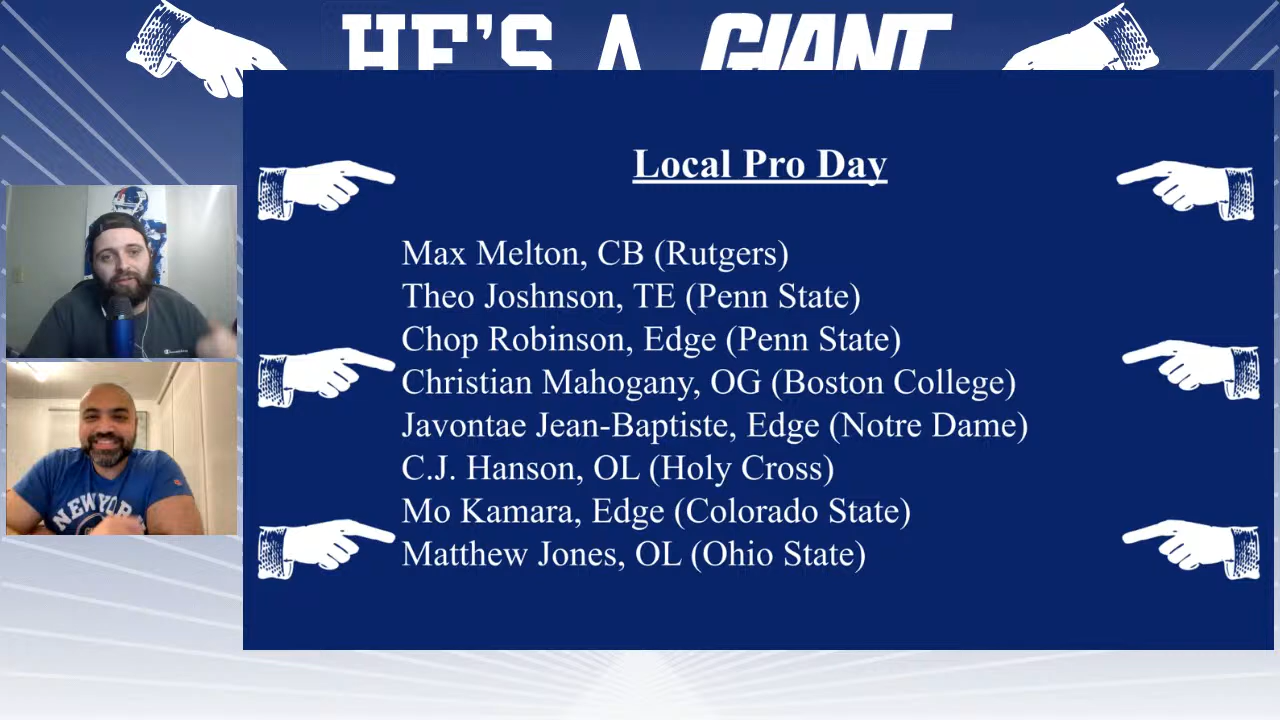 HE'S A GIANT
Local Pro Day
Max Melton, CB (Rutgers)
Theo Joshnson, TE (Penn State)
Chop Robinson, Edge (Penn State)
Christian Mahogany, OG (Boston College)
Javontae Jean-Baptiste, Edge (Notre Dame)
C.J. Hanson, OL (Holy Cross)
Mo Kamara, Edge (Colorado State)
Matthew Jones, OL (Ohio State)
NEW YORK